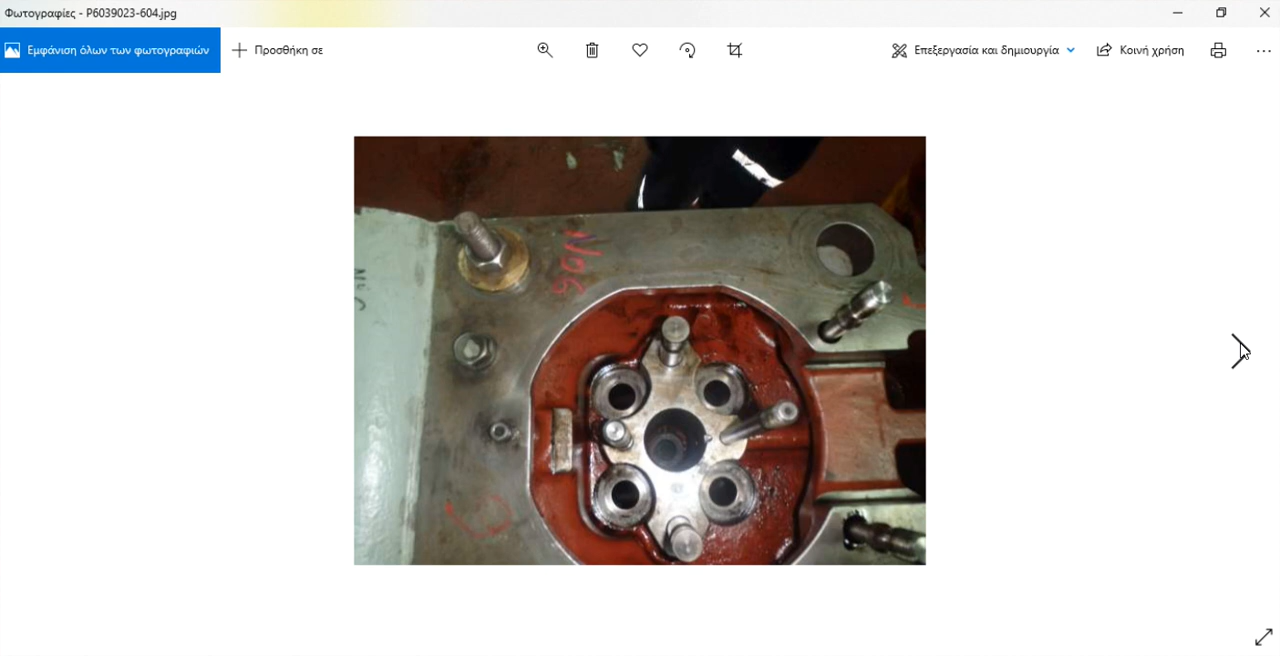 Φωτογραφίες - P6039023-604.jpg
Εμφάνιση όλων των φωτογραφιών
Προσθήκη σε
Επεξεργασία και δημιουργία
Κοινή χρήση